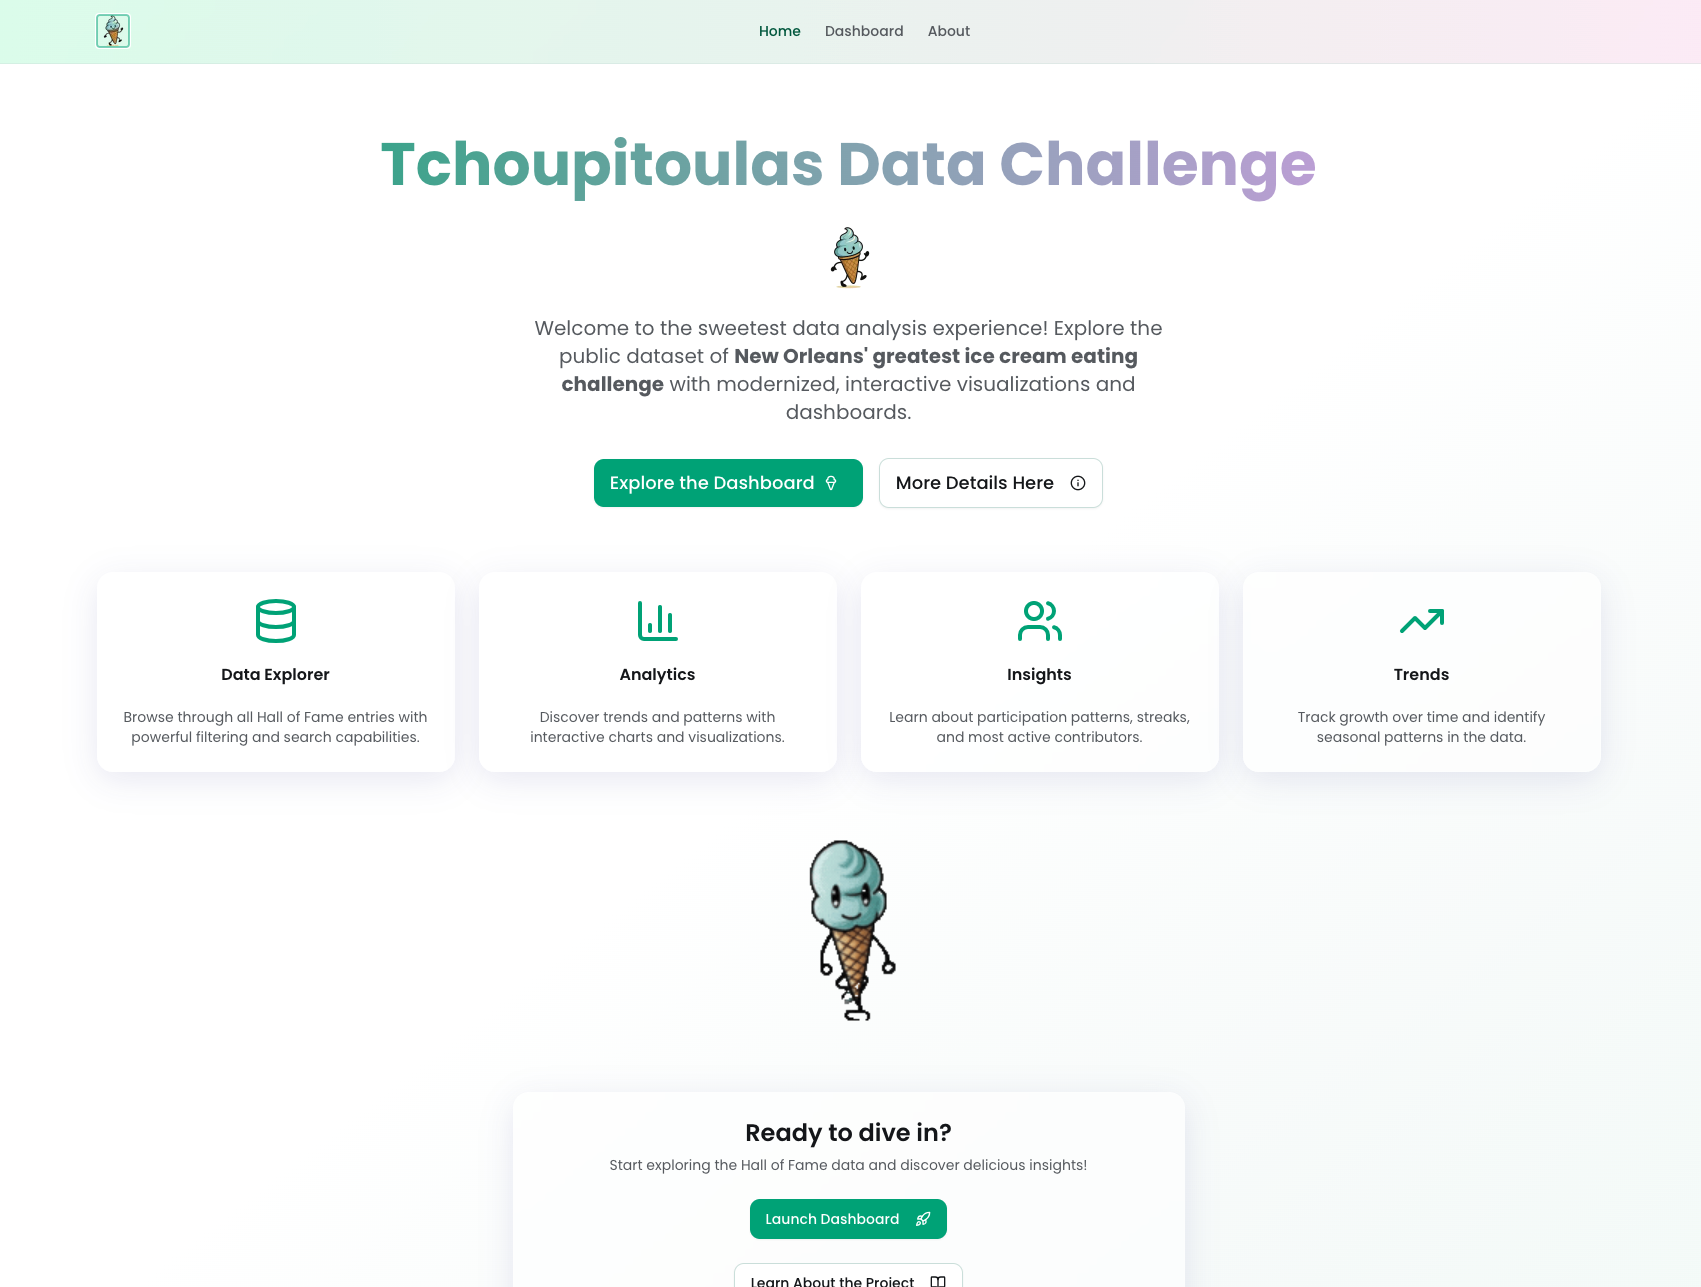 Home Dashboard About
Tchoupitoulas Data Challenge
Welcome to the sweetest data analysis experience! Explore the
public dataset of New Orleans' greatest ice cream eating
challenge with modernized, interactive visualizations and
dashboards.
Explore the Dashboard
More Details Here
Data Explorer
Browse through all Hall of Fame entries with
powerful filtering and search capabilities.
Analytics
Discover trends and patterns with
interactive charts and visualizations.
Insights
Learn about participation patterns, streaks,
and most active contributors.
Trends
Track growth over time and identify
seasonal patterns in the data.
Ready to dive in?
Start exploring the Hall of Fame data and discover delicious insights!
Launch Dashboard
Learn About the Project